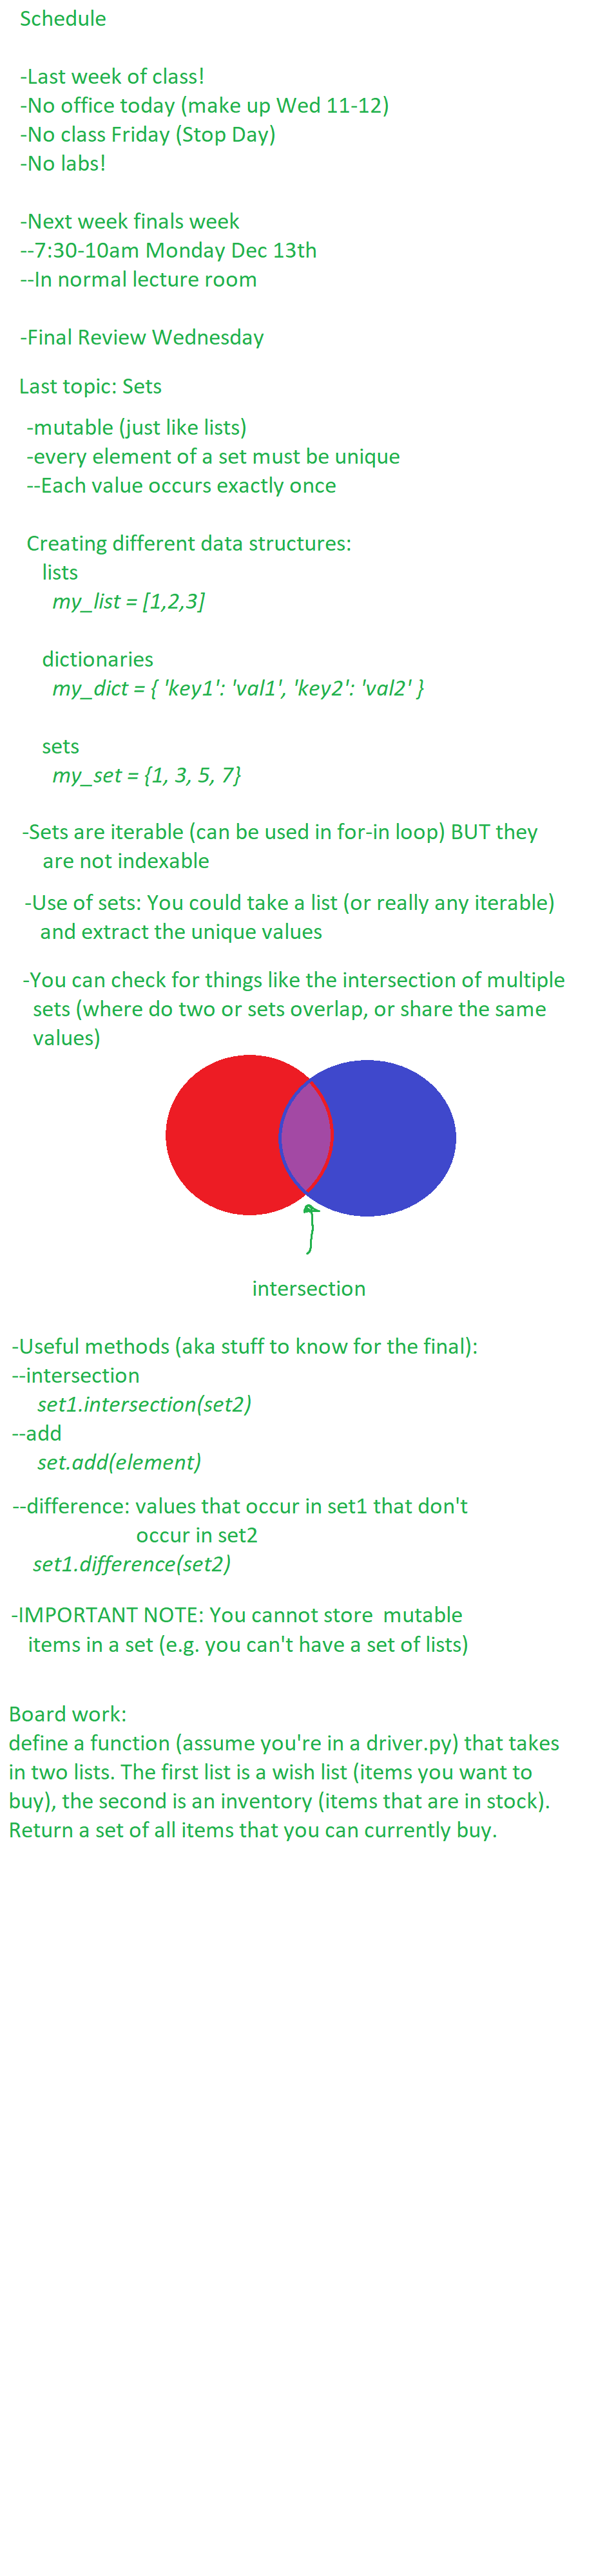 Schedule
-Last week of class!
-No office today (make up Wed 11-12)
-No class Friday (Stop Day)
-No labs!
-Next week finals week
--7:30-10am Monday Dec 13th
--In normal lecture room
-Final Review Wednesday
Last topic: Sets
-mutable (just like lists)
-every element of a set must be unique
--Each value occurs exactly once
Creating different data structures:
lists
my_list = [1,2,3]
dictionaries
my_dict = { 'key1': 'val1', 'key2': 'val2' }
sets
my_set = {1, 3, 5, 7}
-Sets are iterable (can be used in for-in loop) BUT they
are not indexable
-Use of sets: You could take a list (or really any iterable)
and extract the unique values
-You can check for things like the intersection of multiple
sets (where do two or sets overlap, or share the same
values)
intersection
-Useful methods (aka stuff to know for the final):
--intersection
set1.intersection(set2)
--add
set.add(element)
--difference: values that occur in set1 that don't
occur in set2
set1.difference(set2)
-IMPORTANT NOTE: You cannot store  mutable
items in a set (e.g. you can't have a set of lists)
Board work:
define a function (assume you're in a driver.py) that takes
in two lists. The first list is a wish list (items you want to
buy), the second is an inventory (items that are in stock).
Return a set of all items that you can currently buy.